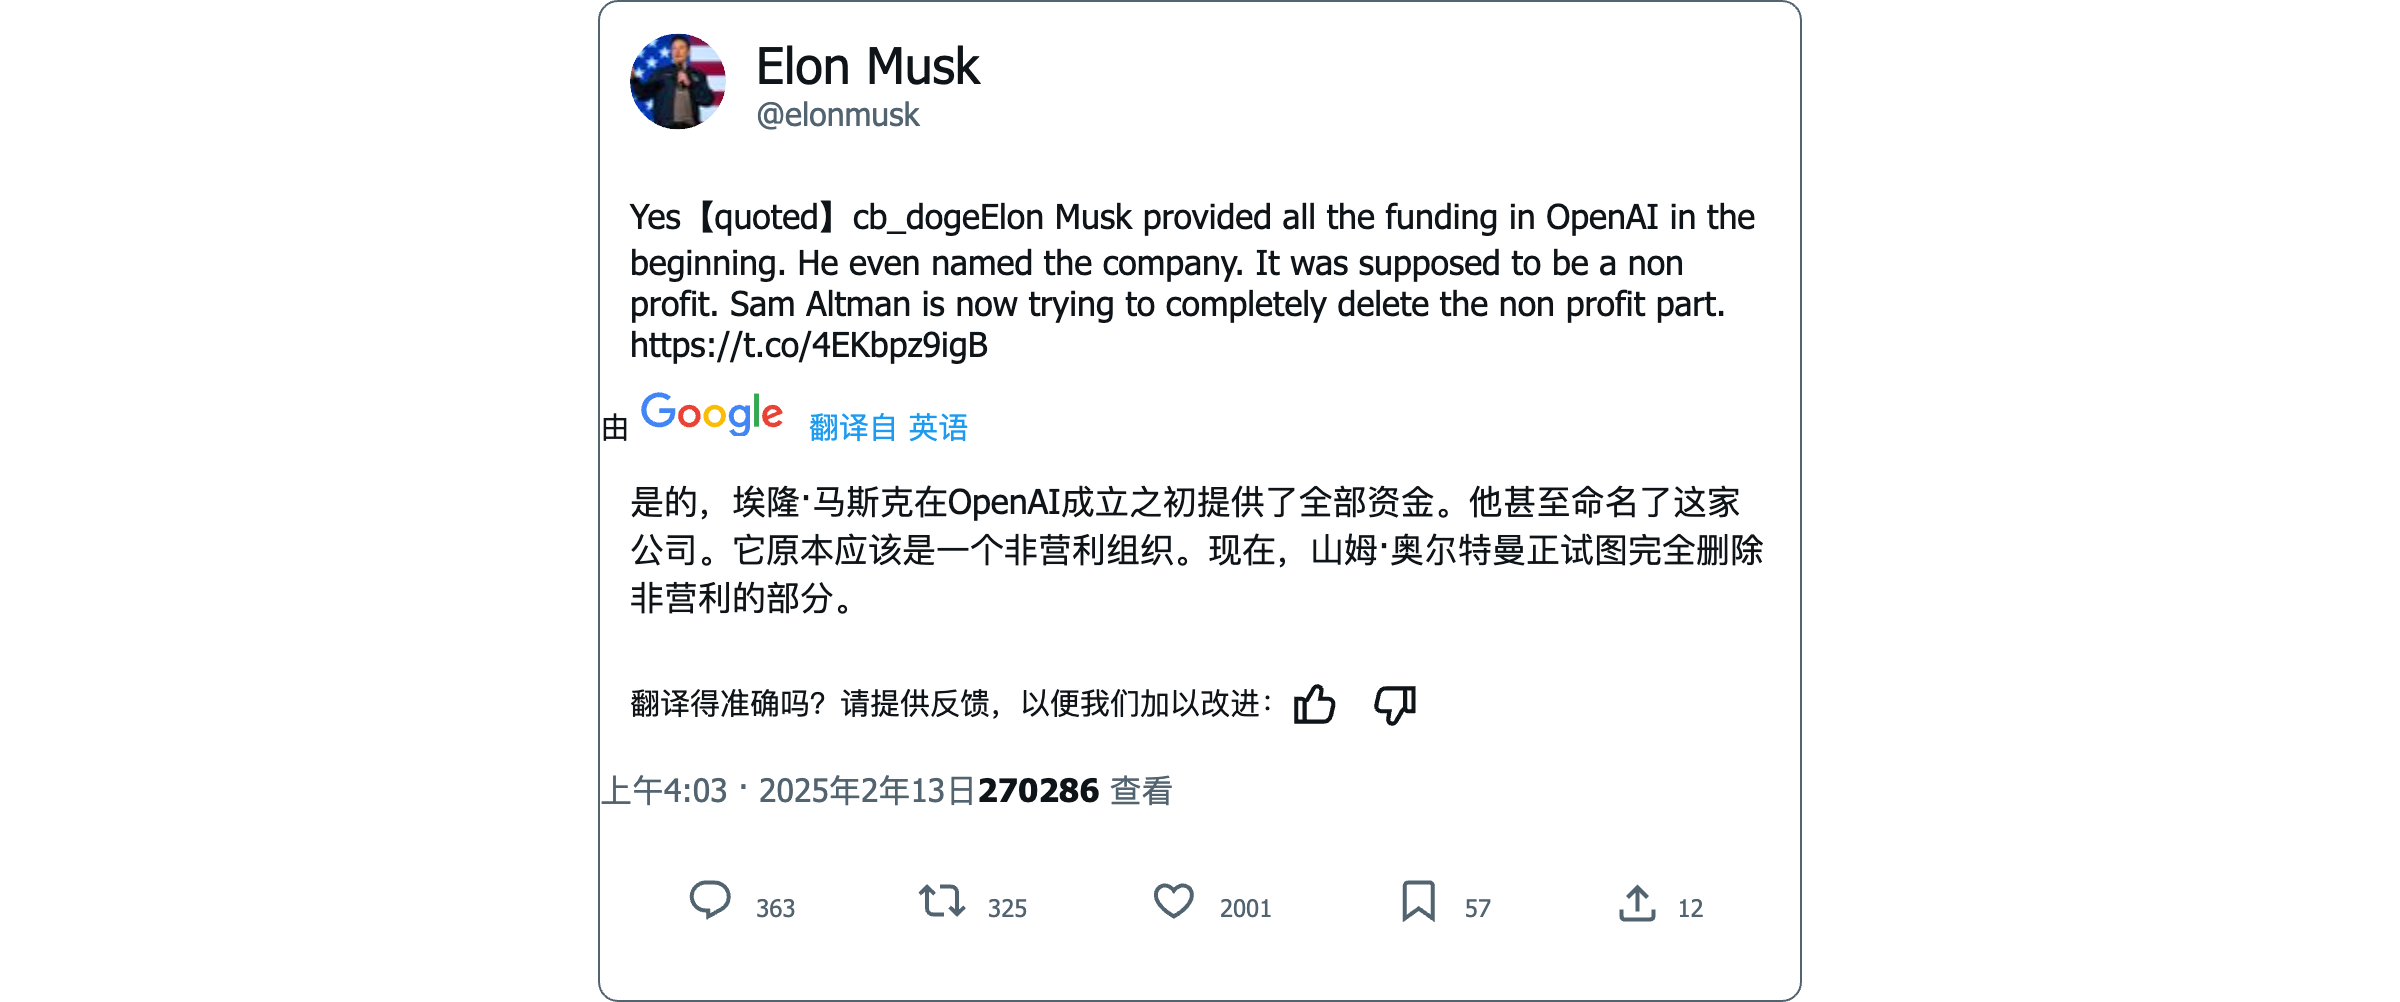 Elon Musk
@elonmusk
Yes【quoted】cb_dogeElon Musk provided all the funding in OpenAI in the
beginning. He even named the company. It was supposed to be a non
profit. Sam Altman is now trying to completely delete the non profit part.
https://t.co/4EKbpz9igB
由 Google 翻译自 英语
是的，埃隆·马斯克在OpenAI成立之初提供了全部资金。他甚至命名了这家
公司。它原本应该是一个非营利组织。现在，山姆·奥尔特曼正试图完全删除
非营利的部分。
翻译得准确吗？请提供反馈，以便我们加以改进：
上午4:03 · 2025年2年13日270286 查看
363 325 2001 57 12